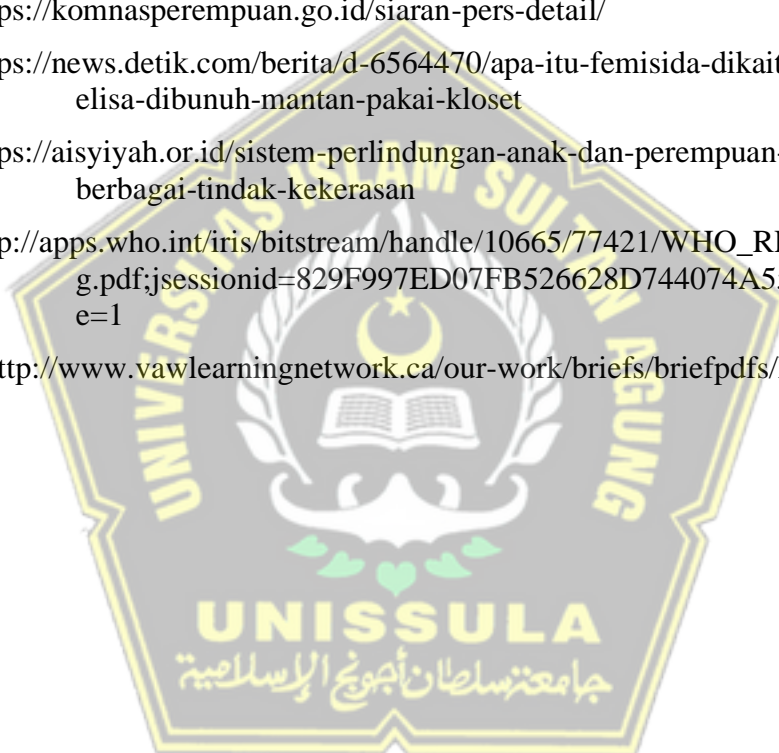 ps://komnasperempuan.go.id/siaran-pers-detail/
ps://news.detik.com/berita/d-6564470/apa-itu-femisida-dikait
elisa-dibunuh-mantan-pakai-kloset
ps://aisyiyah.or.id/sistem-perlindungan-anak-dan-perempuan-
berbagai-tindak-kekerasan
p://apps.who.int/iris/bitstream/handle/10665/77421/WHO_R
g.pdf;jsessionid=829F997ED07FB526628D744074A5
e=1
ttp://www.vawlearningnetwork.ca/our-work/briefs/briefpdfs/
UNIVERSITAS ISLAM SULTAN AGUNG
UNISSULA
جامعة سلطان أجونج الإسلامية